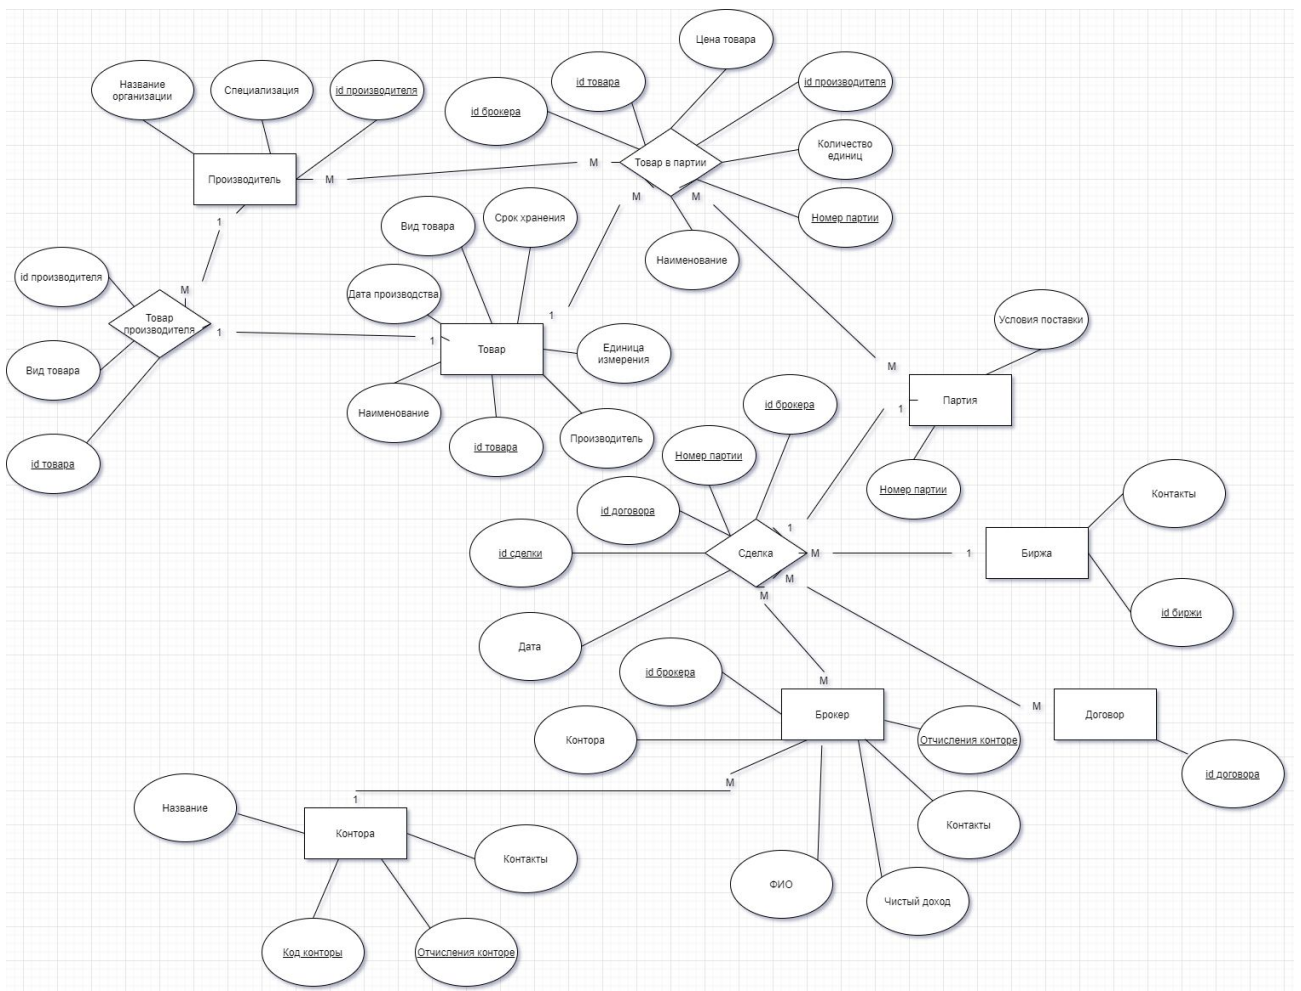 Цена товара
Название
организации
Специализация
id производителя
id товара
id производителя
id брокера
Количество
единиц
Производитель
М
М
Товар в партии
М
М
Номер партии
1
Вид товара
Срок хранения
Наименование
id производителя
М
Дата производства
1
Товар
производителя
1
1
Товар
Единица
измерения
Условия поставки
Вид товара
М
Наименование
id брокера
1
Партия
Производитель
id товара
id товара
Номер партии
Номер партии
Контакты
id договора
1
id сделки
Сделка
М
1
Биржа
М
М
id биржи
Дата
id брокера
М
М
Брокер
Договор
Контора
Отчисления конторе
id договора
М
1
Название
Контакты
Контора
Контакты
ФИО
Чистый доход
Код конторы
Отчисления конторе